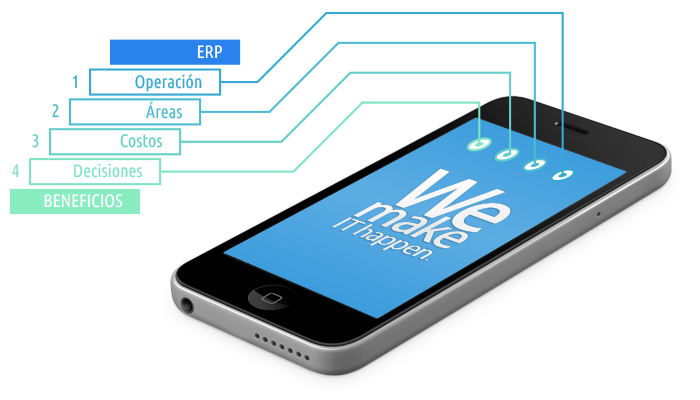 ERP
1 Operación
2 Áreas
3 Costos
4 Decisiones
BENEFICIOS
We
make
IT happen.